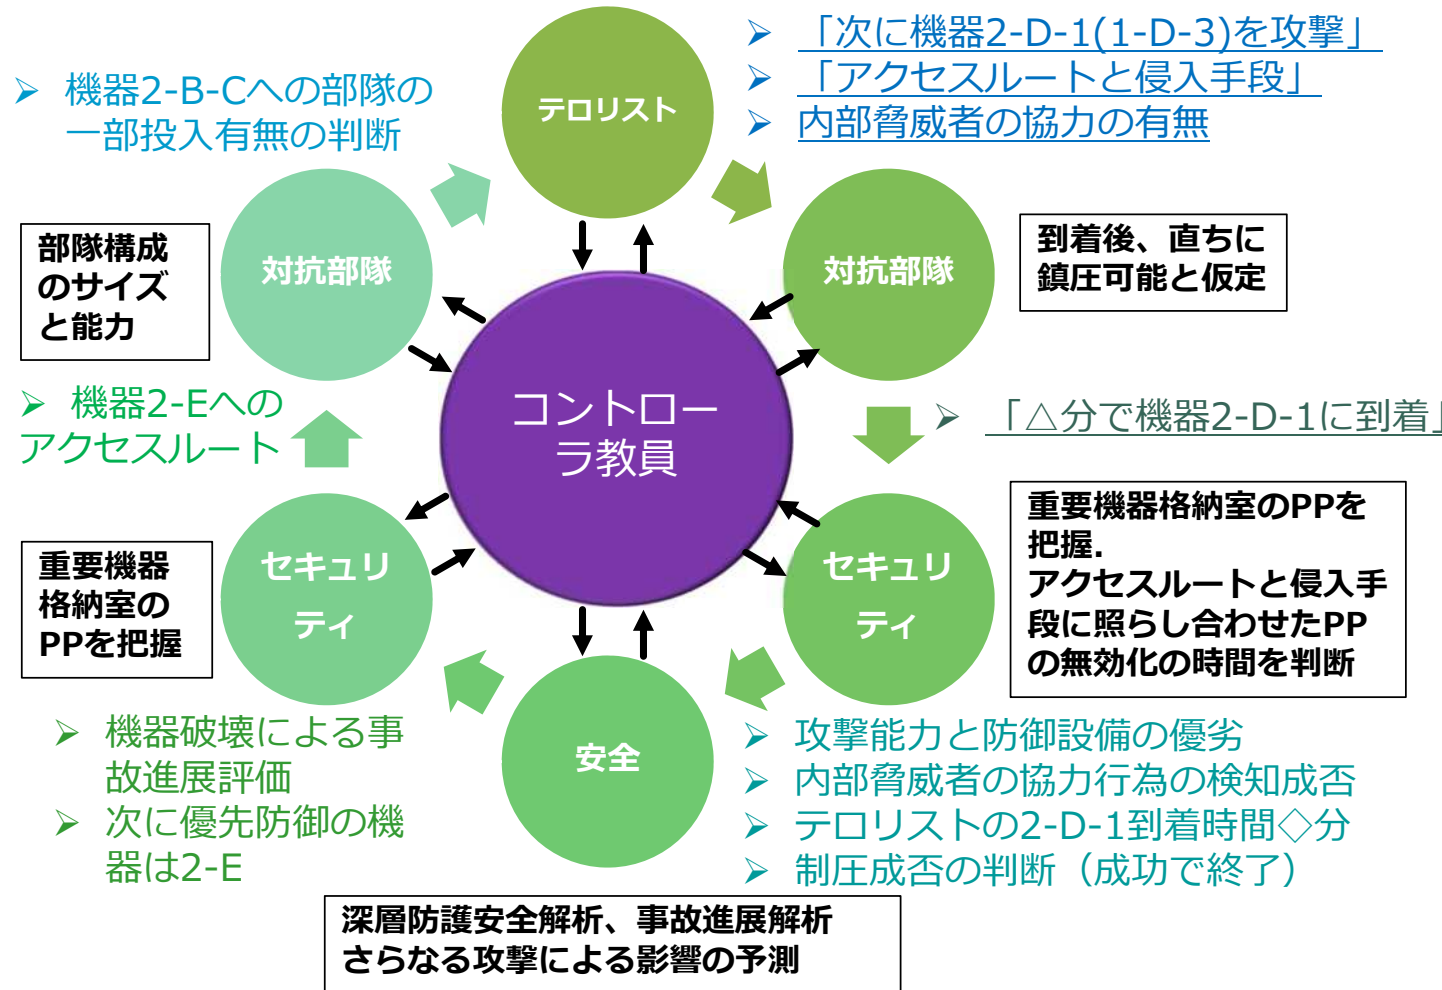 テロリスト
➢ 「次に機器2-D-1(1-D-3)を攻撃」
➢ 「アクセスルートと侵入手段」
➢ 内部脅威者の協力の有無
➢ 機器2-B-Cへの部隊の
一部投入有無の判断
対抗部隊
到着後、直ちに
鎮圧可能と仮定
部隊構成
のサイズ
と能力
対抗部隊
コントロー
ラ教員
➢ 「△分で機器2-D-1に到着」
➢ 機器2-Eへの
アクセスルート
セキュリ
ティ
重要機器格納室のPPを
把握.
アクセスルートと侵入手
段に照らし合わせたPP
の無効化の時間を判断
重要機器
格納室の
PPを把握
セキュリ
ティ
➢ 攻撃能力と防御設備の優劣
➢ 内部脅威者の協力行為の検知成否
➢ テロリストの2-D-1到着時間◇分
➢ 制圧成否の判断（成功で終了）
安全
➢ 機器破壊による事
故進展評価
➢ 次に優先防御の機
器は2-E
深層防護安全解析、事故進展解析
さらなる攻撃による影響の予測